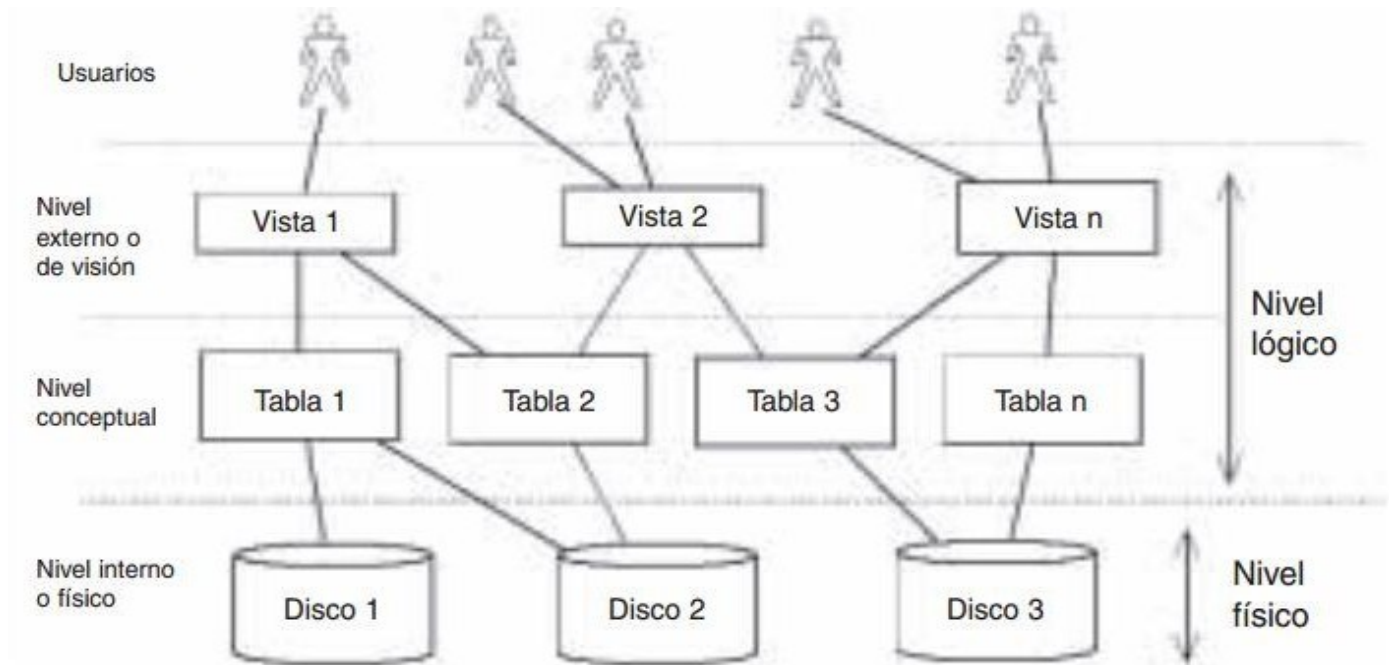 Usuarios
Nivel
externo o
de visión
Vista 1
Vista 2
Vista n
Nivel
lógico
Nivel
conceptual
Tabla 1
Tabla 2
Tabla 3
Tabla n
Nivel interno
o físico
Disco 1
Disco 2
Disco 3
Nivel
físico